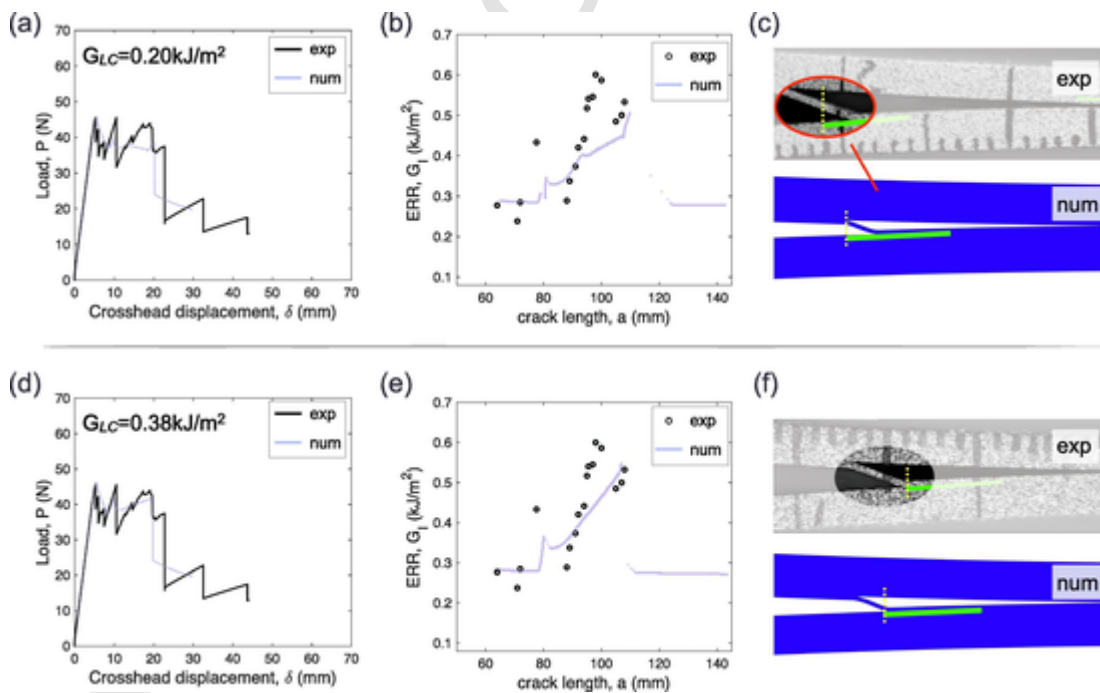 (a)
G_LC=0.20kJ/m²
exp
num
Load, P (N)
70
60
50
40
30
20
10
0
0 10 20 30 40 50 60 70
Crosshead displacement, δ (mm)
(b)
exp
num
ERR, G_I (kJ/m²)
0.7
0.6
0.5
0.4
0.3
0.2
0.1
60 80 100 120 140
crack length, a (mm)
(c)
exp
num
(d)
G_LC=0.38kJ/m²
exp
num
Load, P (N)
70
60
50
40
30
20
10
0
0 10 20 30 40 50 60 70
Crosshead displacement, δ (mm)
(e)
exp
num
ERR, G_I (kJ/m²)
0.7
0.6
0.5
0.4
0.3
0.2
0.1
60 80 100 120 140
crack length, a (mm)
(f)
exp
num